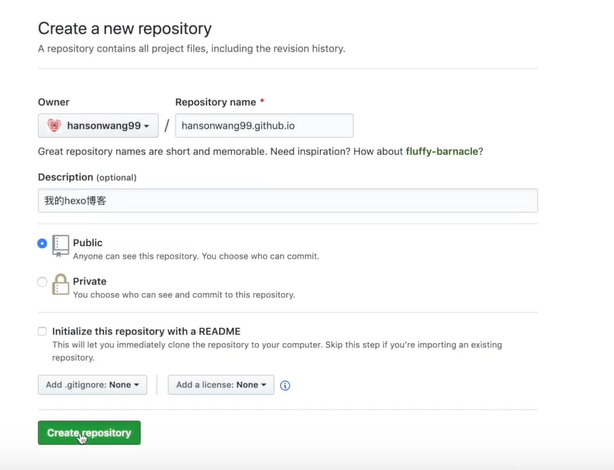 Create a new repository
A repository contains all project files, including the revision history.
Owner
Repository name *
hansonwang99
/
hansonwang99.github.io
Great repository names are short and memorable. Need inspiration? How about fluffy-barnacle?
Description (optional)
我的hexo博客
Public
Anyone can see this repository. You choose who can commit.
Private
You choose who can see and commit to this repository.
Initialize this repository with a README
This will let you immediately clone the repository to your computer. Skip this step if you're importing an existing
repository.
Add .gitignore: None
Add a license: None
Create repository